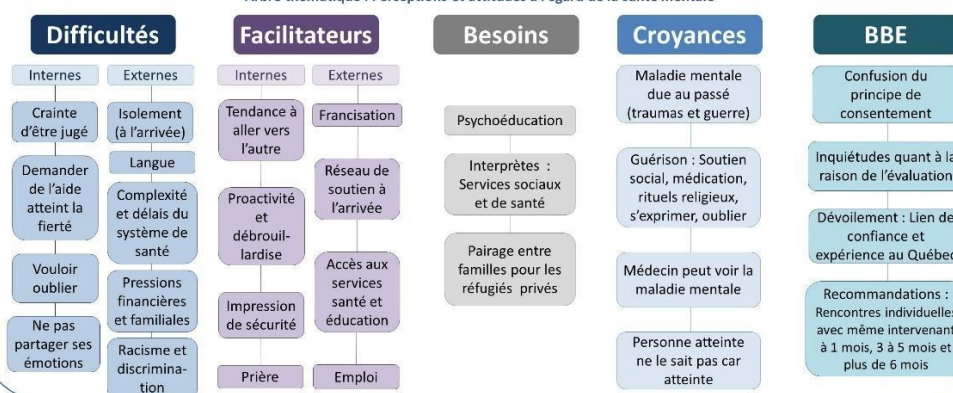 Arbre thématique : Perceptions et attitudes à l'égard de la santé mentale
Difficultés
Internes
Crainte
d'être jugé
Demander
de l'aide
atteint la
fierté
Vouloir
oublier
Ne pas
partager ses
émotions
Externes
Isolement
(à l'arrivée)
Langue
Complexité
et délais du
système de
santé
Pressions
financières
et familiales
Racisme et
discrimina-
tion
Facilitateurs
Internes
Tendance à
aller vers
l'autre
Proactivité
et
débrouil-
lardise
Impression
de sécurité
Prière
Externes
Francisation
Réseau de
soutien à
l'arrivée
Accès aux
services
santé et
éducation
Emploi
Besoins
Psychoéducation
Interprètes :
Services sociaux
et de santé
Pairage entre
familles pour les
réfugiés privés
Croyances
Maladie mentale
due au passé
(traumas et guerre)
Guérison : Soutien
social, médication,
rituels religieux,
s'exprimer, oublier
Médecin peut voir la
maladie mentale
Personne atteinte
ne le sait pas car
atteinte
BBE
Confusion du
principe de
consentement
Inquiétudes quant à la
raison de l'évaluation
Dévoilement : Lien de
confiance et
expérience au Québec
Recommandations :
Rencontres individuelles
avec même intervenant
à 1 mois, 3 à 5 mois et
plus de 6 mois